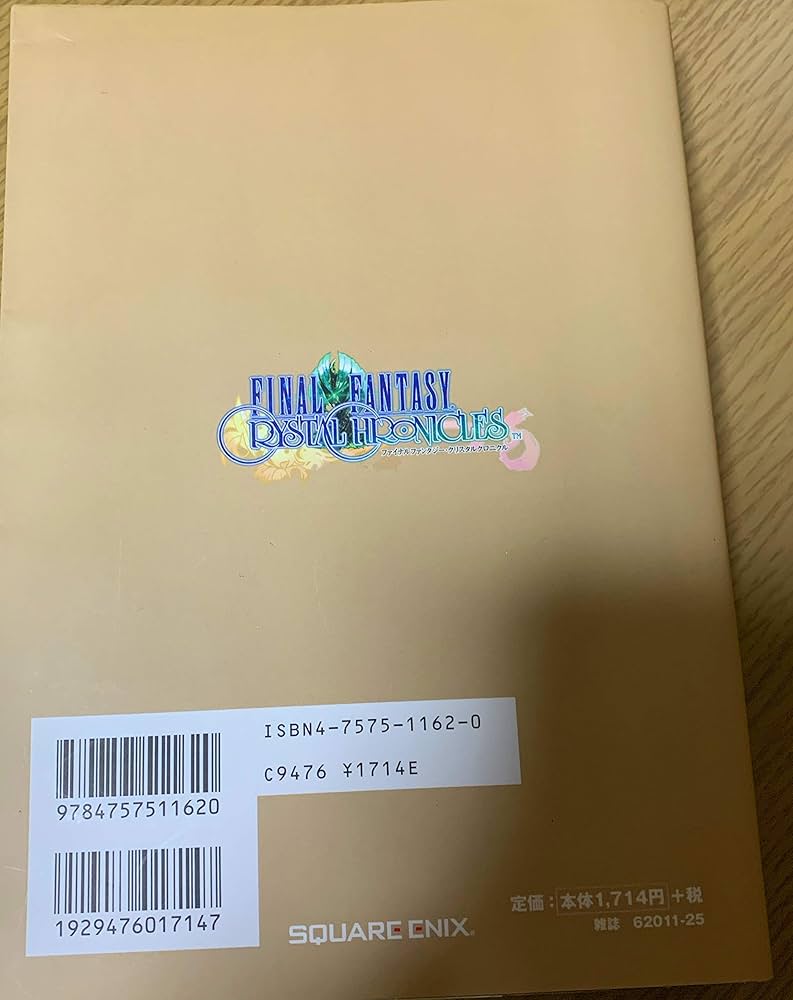 FINAL FANTASY
CRYSTAL CHRONICLES™
ファイナルファンタジー・クリスタルクロニクル
ISBN4-7575-1162-0
C9476 ¥1714E
9784757511620
1929476017147
定価：本体1,714円+税
雑誌 62011-25
SQUARE ENIX®